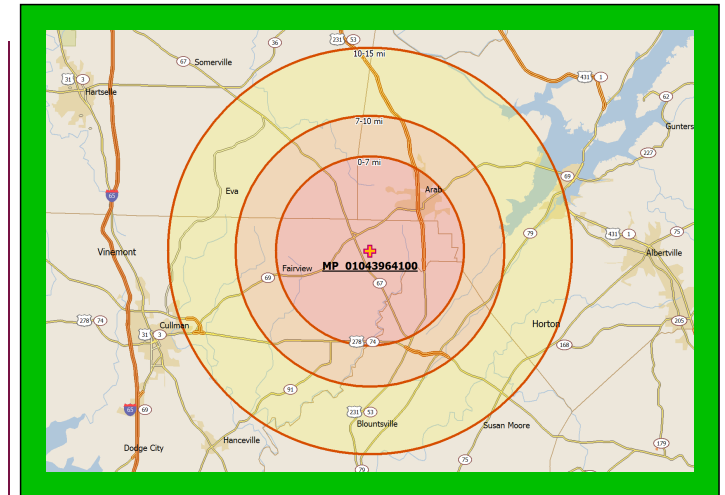 231 53
36
10-15 mi
67 Somerville
431 1
31 3
Hartselle
62
7-10 mi
Gunters
227
0-7 mi
69
Eva
Arab
65
79
431 1
75
Vinemont
Albertville
Fairview
MP 01043964100
69
67
278 74
205
Cullman
Horton
31 3
278 74
168
91
65 69
231 53
Blountsville
Susan Moore
Hanceville
179
Dodge City
75
79